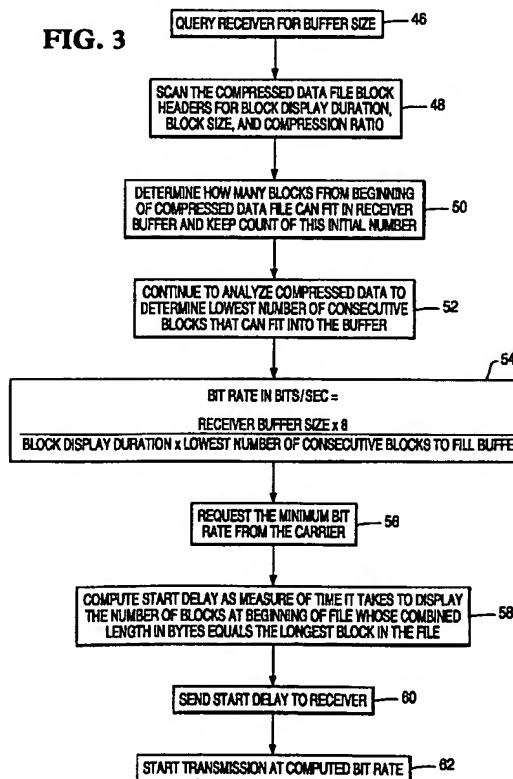 FIG. 3
QUERY RECEIVER FOR BUFFER SIZE
46
SCAN THE COMPRESSED DATA FILE BLOCK
HEADERS FOR BLOCK DISPLAY DURATION,
BLOCK SIZE, AND COMPRESSION RATIO
48
DETERMINE HOW MANY BLOCKS FROM BEGINNING
OF COMPRESSED DATA FILE CAN FIT IN RECEIVER
BUFFER AND KEEP COUNT OF THIS INITIAL NUMBER
50
CONTINUE TO ANALYZE COMPRESSED DATA TO
DETERMINE LOWEST NUMBER OF CONSECUTIVE
BLOCKS THAT CAN FIT INTO THE BUFFER
52
54
BIT RATE IN BITS/SEC =
RECEIVER BUFFER SIZE x 8
BLOCK DISPLAY DURATION x LOWEST NUMBER OF CONSECUTIVE BLOCKS TO FILL BUFFER
REQUEST THE MINIMUM BIT
RATE FROM THE CARRIER
56
COMPUTE START DELAY AS MEASURE OF TIME IT TAKES TO DISPLAY
THE NUMBER OF BLOCKS AT BEGINNING OF FILE WHOSE COMBINED
LENGTH IN BYTES EQUALS THE LONGEST BLOCK IN THE FILE
58
SEND START DELAY TO RECEIVER
60
START TRANSMISSION AT COMPUTED BIT RATE
62